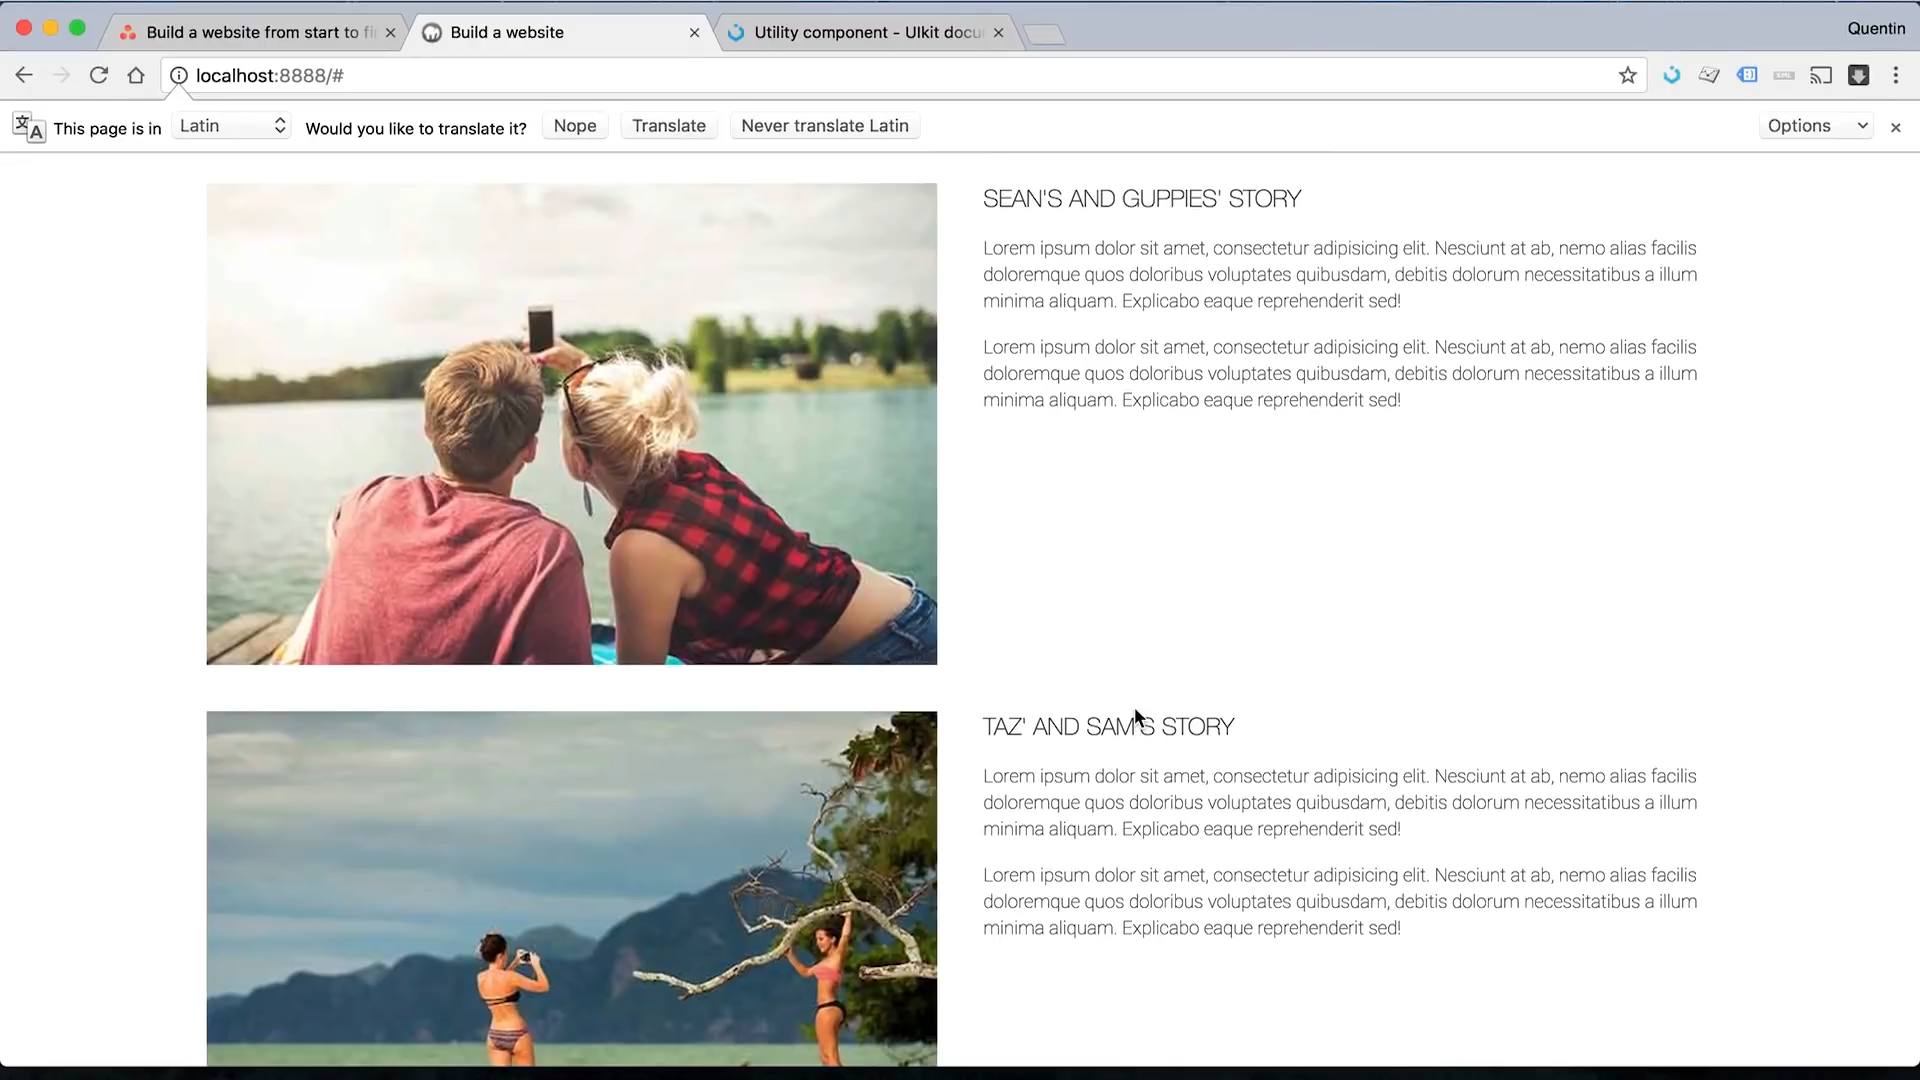 Build a website from start to fi
Build a website
Utility component - UIkit docu
Quentin
localhost:8888/#
This page is in
Latin
Would you like to translate it?
Nope
Translate
Never translate Latin
Options
SEAN'S AND GUPPIES' STORY
Lorem ipsum dolor sit amet, consectetur adipisicing elit. Nesciunt at ab, nemo alias facilis
doloremque quos doloribus voluptates quibusdam, debitis dolorum necessitatibus a illum
minima aliquam. Explicabo eaque reprehenderit sed!
Lorem ipsum dolor sit amet, consectetur adipisicing elit. Nesciunt at ab, nemo alias facilis
doloremque quos doloribus voluptates quibusdam, debitis dolorum necessitatibus a illum
minima aliquam. Explicabo eaque reprehenderit sed!
TAZ' AND SAM'S STORY
Lorem ipsum dolor sit amet, consectetur adipisicing elit. Nesciunt at ab, nemo alias facilis
doloremque quos doloribus voluptates quibusdam, debitis dolorum necessitatibus a illum
minima aliquam. Explicabo eaque reprehenderit sed!
Lorem ipsum dolor sit amet, consectetur adipisicing elit. Nesciunt at ab, nemo alias facilis
doloremque quos doloribus voluptates quibusdam, debitis dolorum necessitatibus a illum
minima aliquam. Explicabo eaque reprehenderit sed!